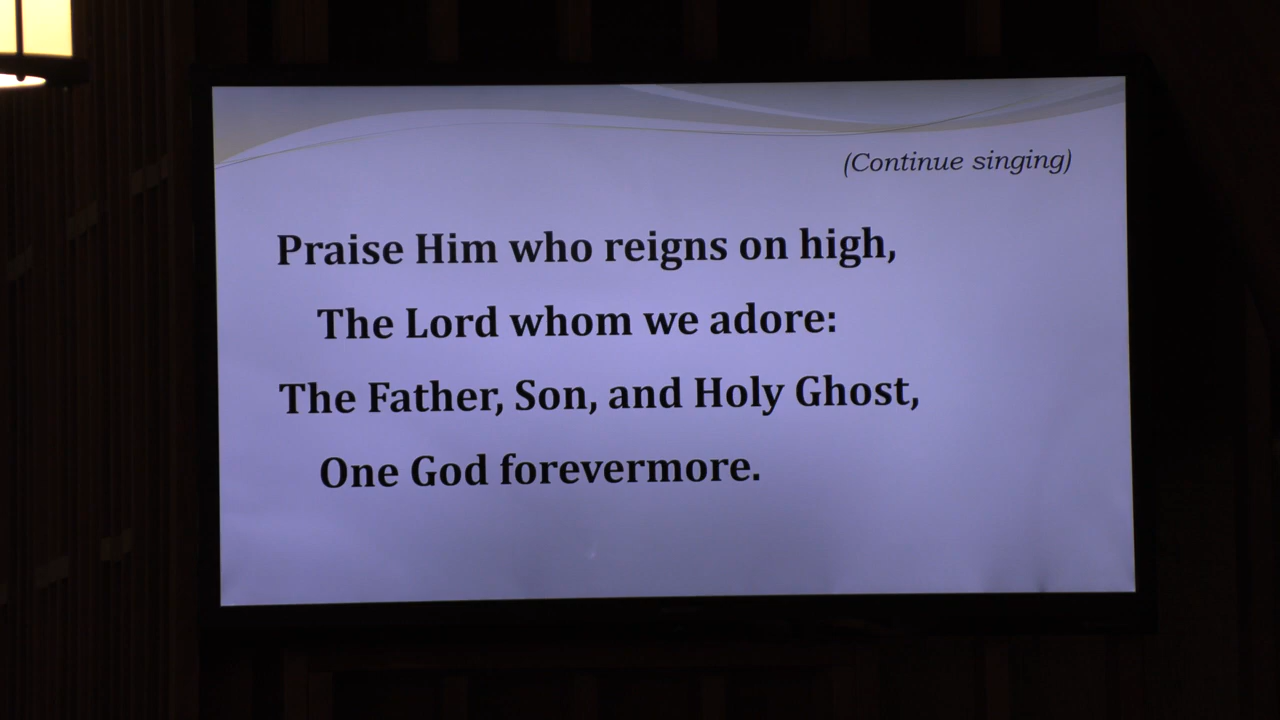 (Continue singing)
Praise Him who reigns on high,
The Lord whom we adore:
The Father, Son, and Holy Ghost,
One God forevermore.